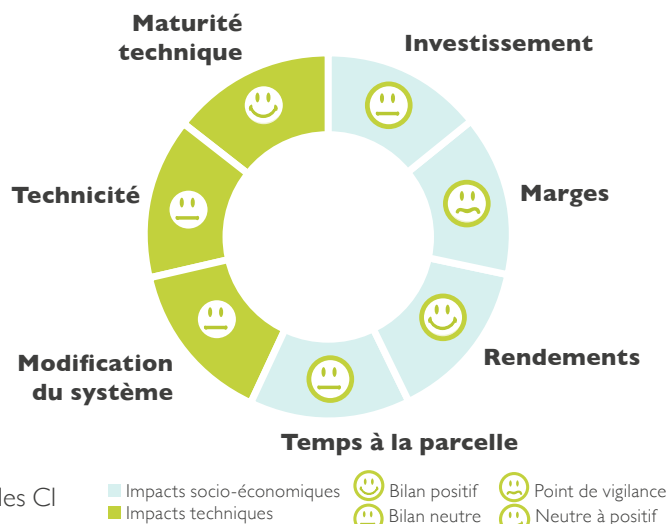 Maturité
technique
Investissement
Technicité
Marges
Modification
du système
Rendements
Temps à la parcelle
les CI
Impacts socio-économiques
Bilan positif
Point de vigilance
Impacts techniques
Bilan neutre
Neutre à positif